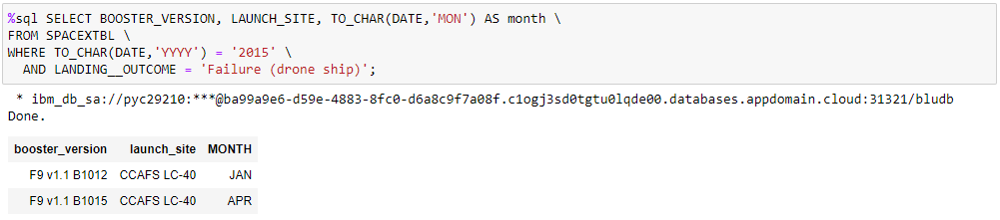 %sql SELECT BOOSTER_VERSION, LAUNCH_SITE, TO_CHAR(DATE,'MON') AS month \
FROM SPACEXTBL \
WHERE TO_CHAR(DATE,'YYYY') = '2015' \
  AND LANDING__OUTCOME = 'Failure (drone ship)';
* ibm_db_sa://pyc29210:***@ba99a9e6-d59e-4883-8fc0-d6a8c9f7a08f.c1ogj3sd0tgtu0lqde00.databases.appdomain.cloud:31321/bludb
Done.
booster_version launch_site MONTH
F9 v1.1 B1012 CCAFS LC-40 JAN
F9 v1.1 B1015 CCAFS LC-40 APR